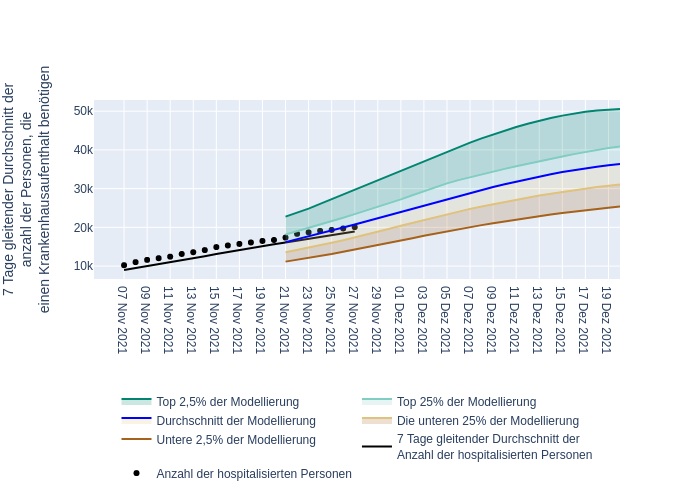 7 Tage gleitender Durchschnitt der
anzahl der Personen, die
einen Krankenhausaufenthalt benötigen
50k
40k
30k
20k
10k
07 Nov 2021
09 Nov 2021
11 Nov 2021
13 Nov 2021
15 Nov 2021
17 Nov 2021
19 Nov 2021
21 Nov 2021
23 Nov 2021
25 Nov 2021
27 Nov 2021
29 Nov 2021
01 Dez 2021
03 Dez 2021
05 Dez 2021
07 Dez 2021
09 Dez 2021
11 Dez 2021
13 Dez 2021
15 Dez 2021
17 Dez 2021
19 Dez 2021
Top 2,5% der Modellierung
Top 25% der Modellierung
Durchschnitt der Modellierung
Die unteren 25% der Modellierung
Untere 2,5% der Modellierung
7 Tage gleitender Durchschnitt der
Anzahl der hospitalisierten Personen
Anzahl der hospitalisierten Personen